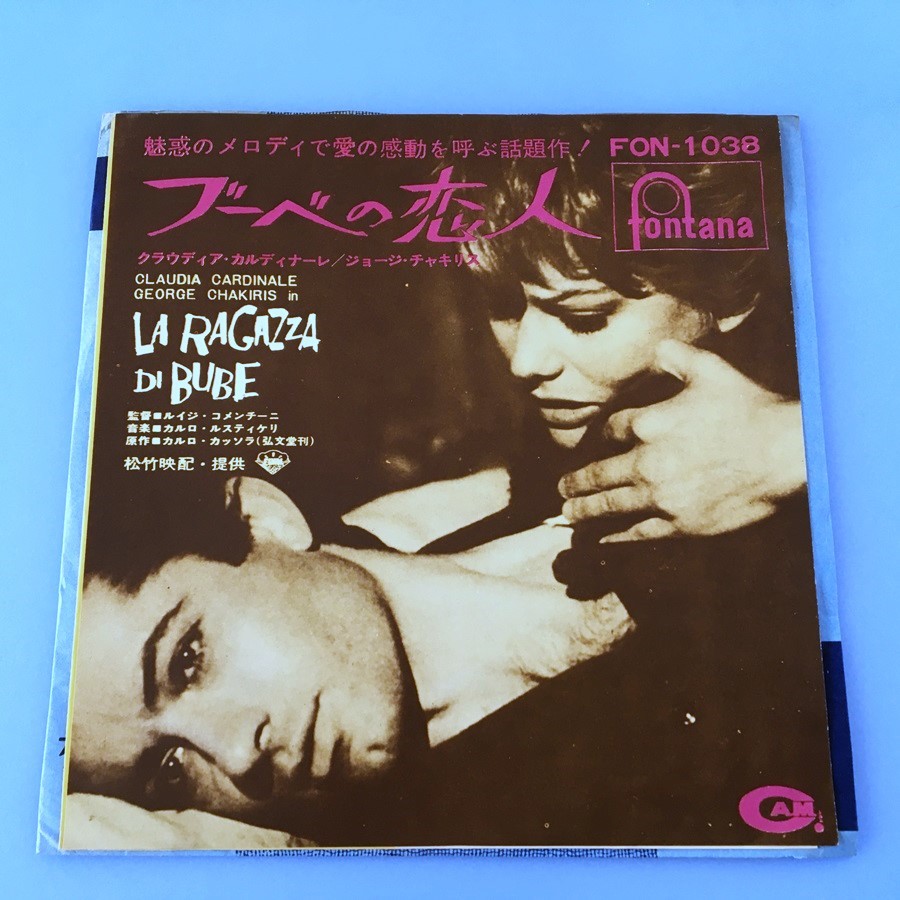 魅惑のメロディで愛の感動を呼ぶ話題作! FON-1038
ブーベの恋人
fontana
クラウディア・カルディナーレ/ジョージ・チャキリス
CLAUDIA CARDINALE
GEORGE CHAKIRIS in
LA RAGAZZA
DI BUBE
監督■ルイジ・コメンチーニ
音楽■カルロ・ルスティケリ
原作■カルロ・カッソラ(弘文堂刊)
松竹映配・提供
CAM